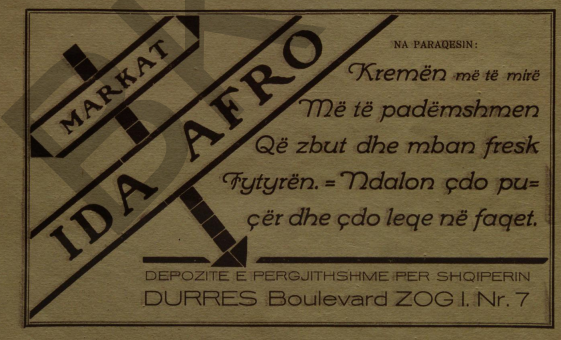 MARKAT
IDA AFRO
NA PARAQESIN:
Kremën më të mirë
Më të padëmshmen
Që zbut dhe mban fresk
Fytyrën. = Ndalon çdo pu=
çër dhe çdo leqe në faqet.
DEPOZITE E PERGJITHSHME PER SHQIPERIN
DURRES Boulevard ZOG I. Nr. 7